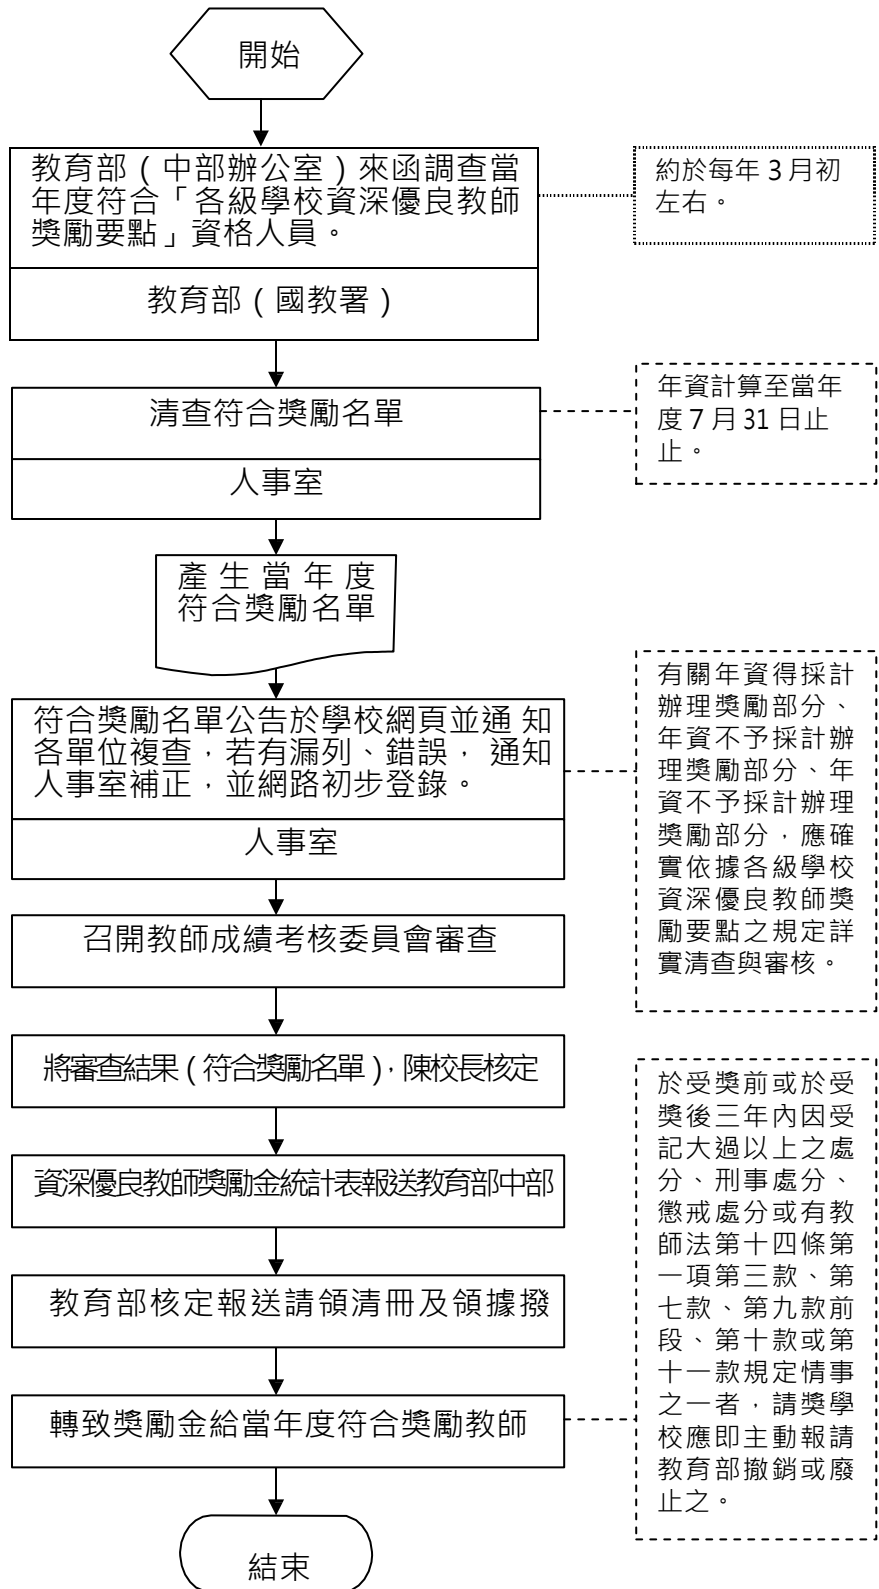 開始
教育部（中部辦公室）來函調查當
年度符合「各級學校資深優良教師
獎勵要點」資格人員。
教育部（國教署）
約於每年 3 月初
左右。
清查符合獎勵名單
人事室
年資計算至當年
度 7 月 31 日止
止。
產生當年度
符合獎勵名單
符合獎勵名單公告於學校網頁並通 知
各單位複查，若有漏列、錯誤， 通知
人事室補正，並網路初步登錄。
人事室
有關年資得採計
辦理獎勵部分、
年資不予採計辦
理獎勵部分、年
資不予採計辦理
獎勵部分，應確
實依據各級學校
資深優良教師獎
勵要點之規定詳
實清查與審核。
召開教師成績考核委員會審查
將審查結果（符合獎勵名單），陳校長核定
資深優良教師獎勵金統計表報送教育部中部
教育部核定報送請領清冊及領據撥
轉致獎勵金給當年度符合獎勵教師
於受獎前或於受
獎後三年內因受
記大過以上之處
分、刑事處分、
懲戒處分或有教
師法第十四條第
一項第三款、第
七款、第九款前
段、第十款或第
十一款規定情事
之一者，請獎學
校應即主動報請
教育部撤銷或廢
止之。
結束